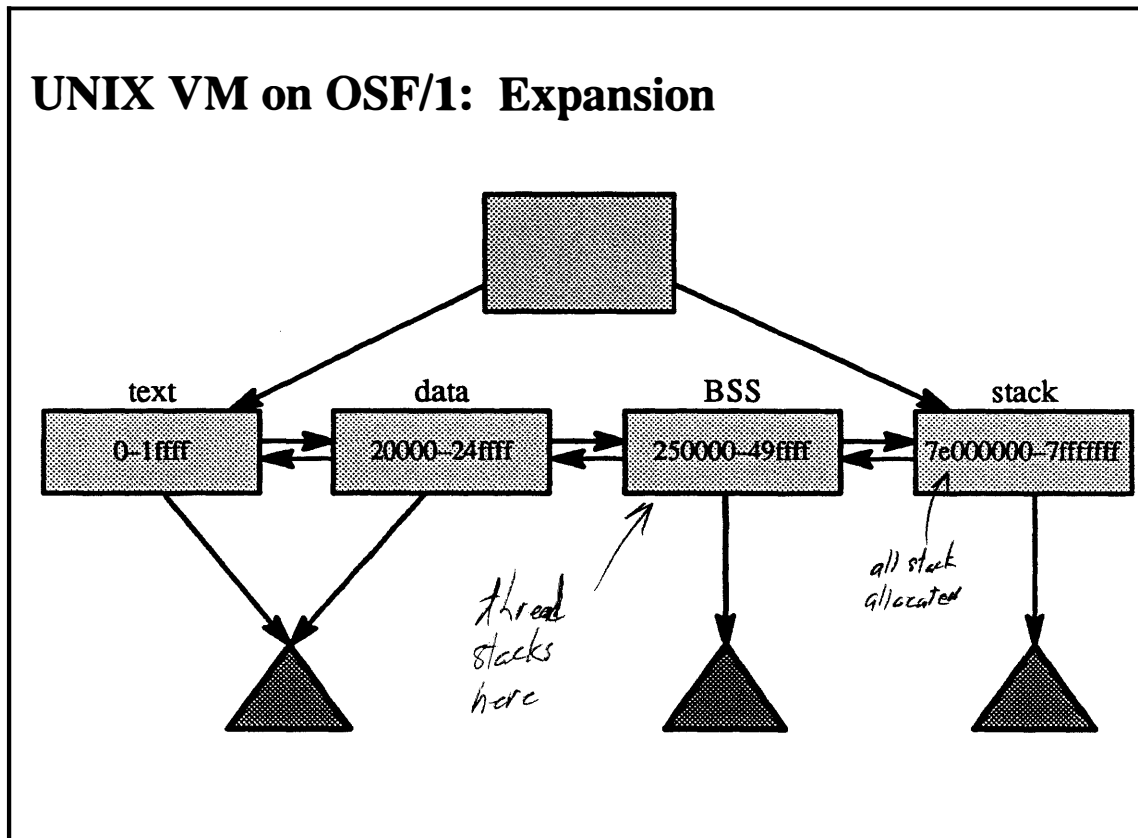 UNIX VM on OSF/1: Expansion
text data BSS stack
0–1ffff 20000–24ffff 250000–49ffff 7e000000–7fffffff
thread
stacks
here
all stack
allocated